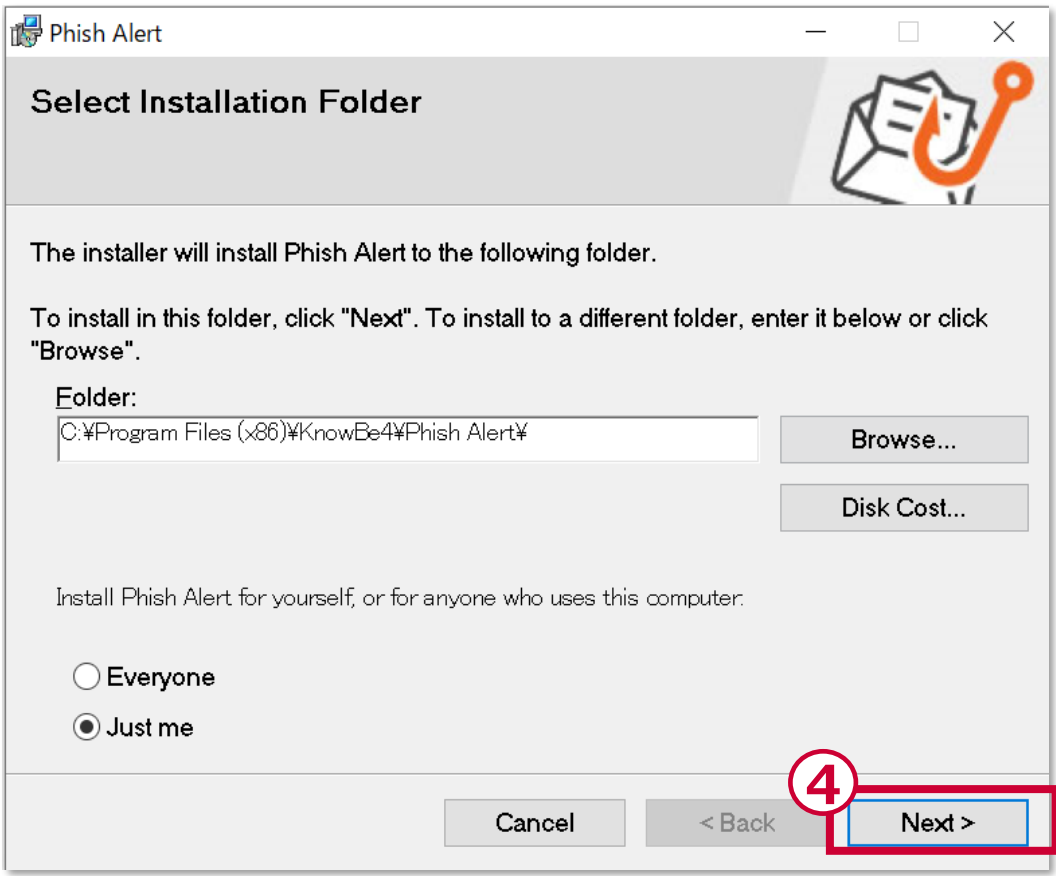 Phish Alert
Select Installation Folder
The installer will install Phish Alert to the following folder.
To install in this folder, click "Next". To install to a different folder, enter it below or click
"Browse".
Folder:
C:¥Program Files (x86)¥KnowBe4¥Phish Alert¥
Browse...
Disk Cost...
Install Phish Alert for yourself, or for anyone who uses this computer:
Everyone
Just me
④
Cancel
< Back
Next >